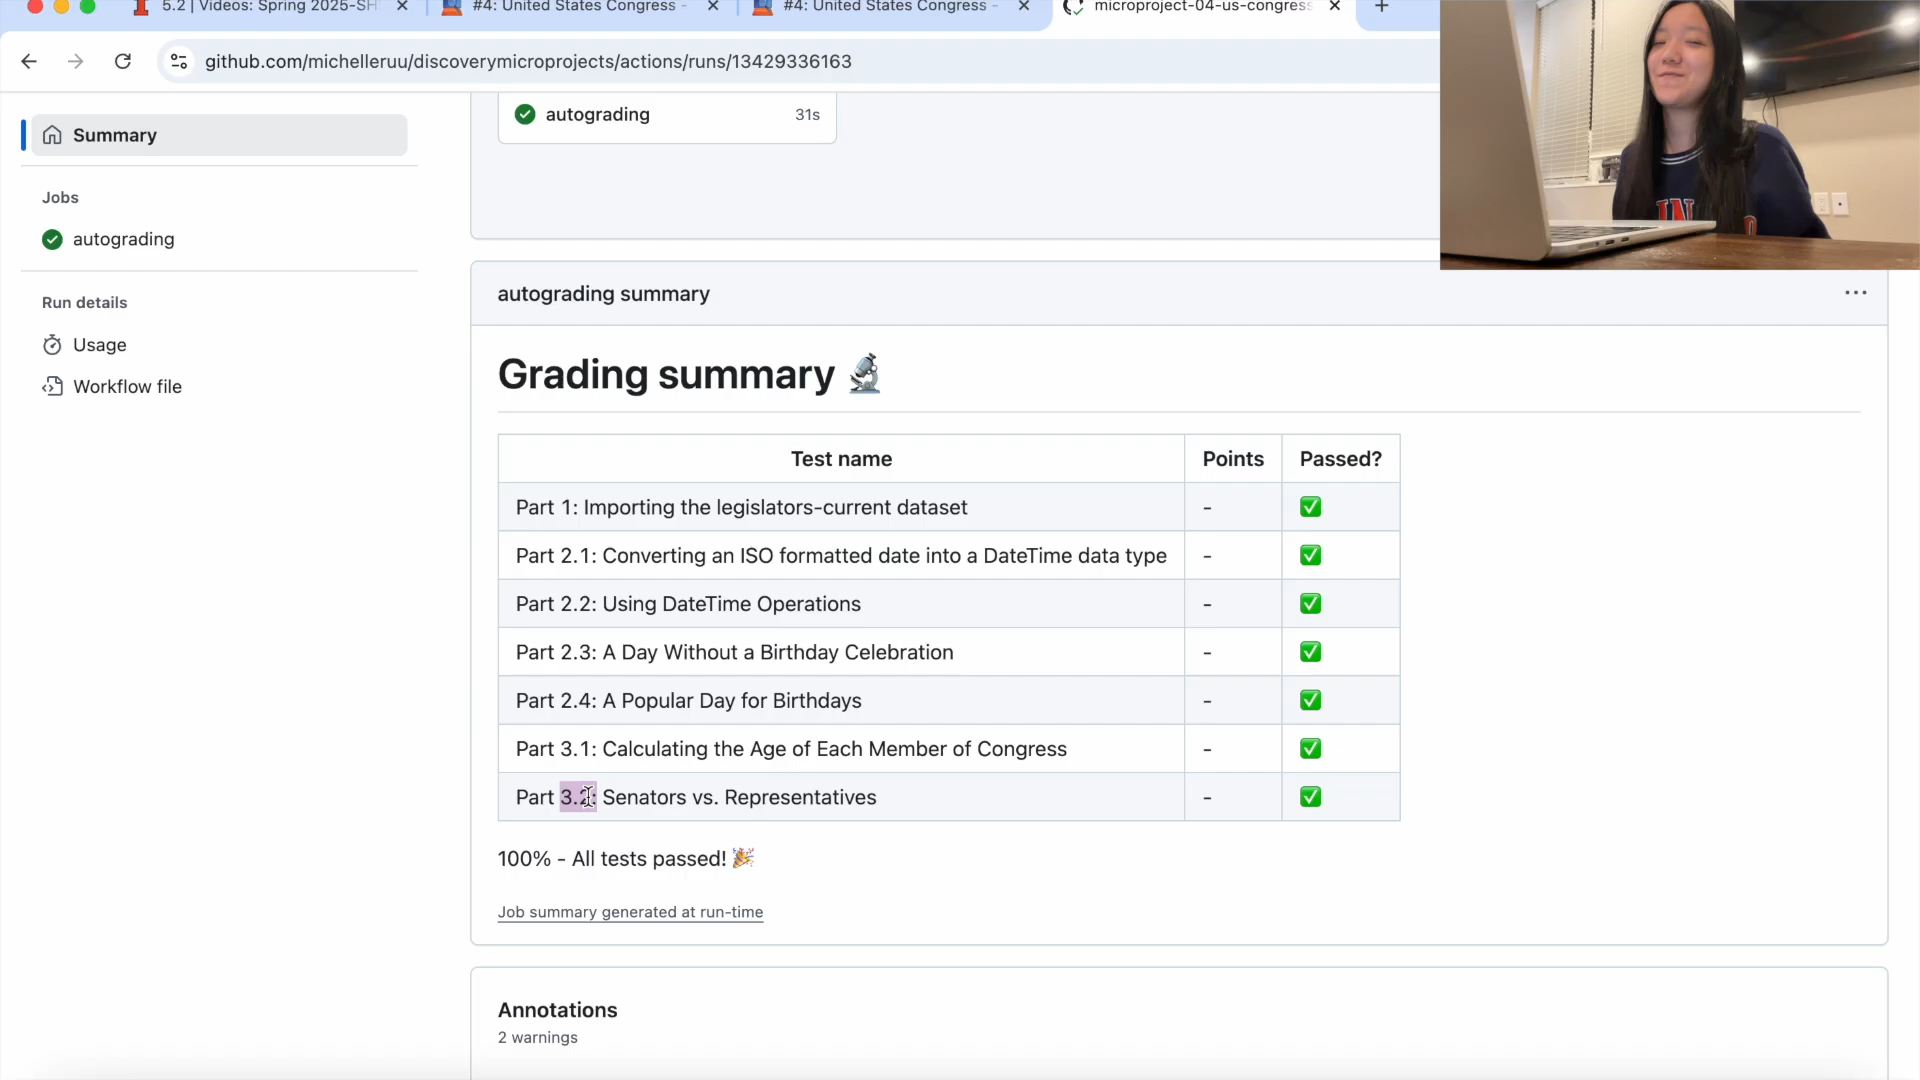 5.2 | Videos: Spring 2025-SH
#4: United States Congress -
#4: United States Congress -
microproject-04-us-congress
github.com/michelleruu/discoverymicroprojects/actions/runs/13429336163
Summary
Jobs
autograding
Run details
Usage
Workflow file
autograding 31s
autograding summary
Grading summary
Test name Points Passed?
Part 1: Importing the legislators-current dataset -
Part 2.1: Converting an ISO formatted date into a DateTime data type -
Part 2.2: Using DateTime Operations -
Part 2.3: A Day Without a Birthday Celebration -
Part 2.4: A Popular Day for Birthdays -
Part 3.1: Calculating the Age of Each Member of Congress -
Part 3.2: Senators vs. Representatives -
100% - All tests passed!
Job summary generated at run-time
Annotations
2 warnings